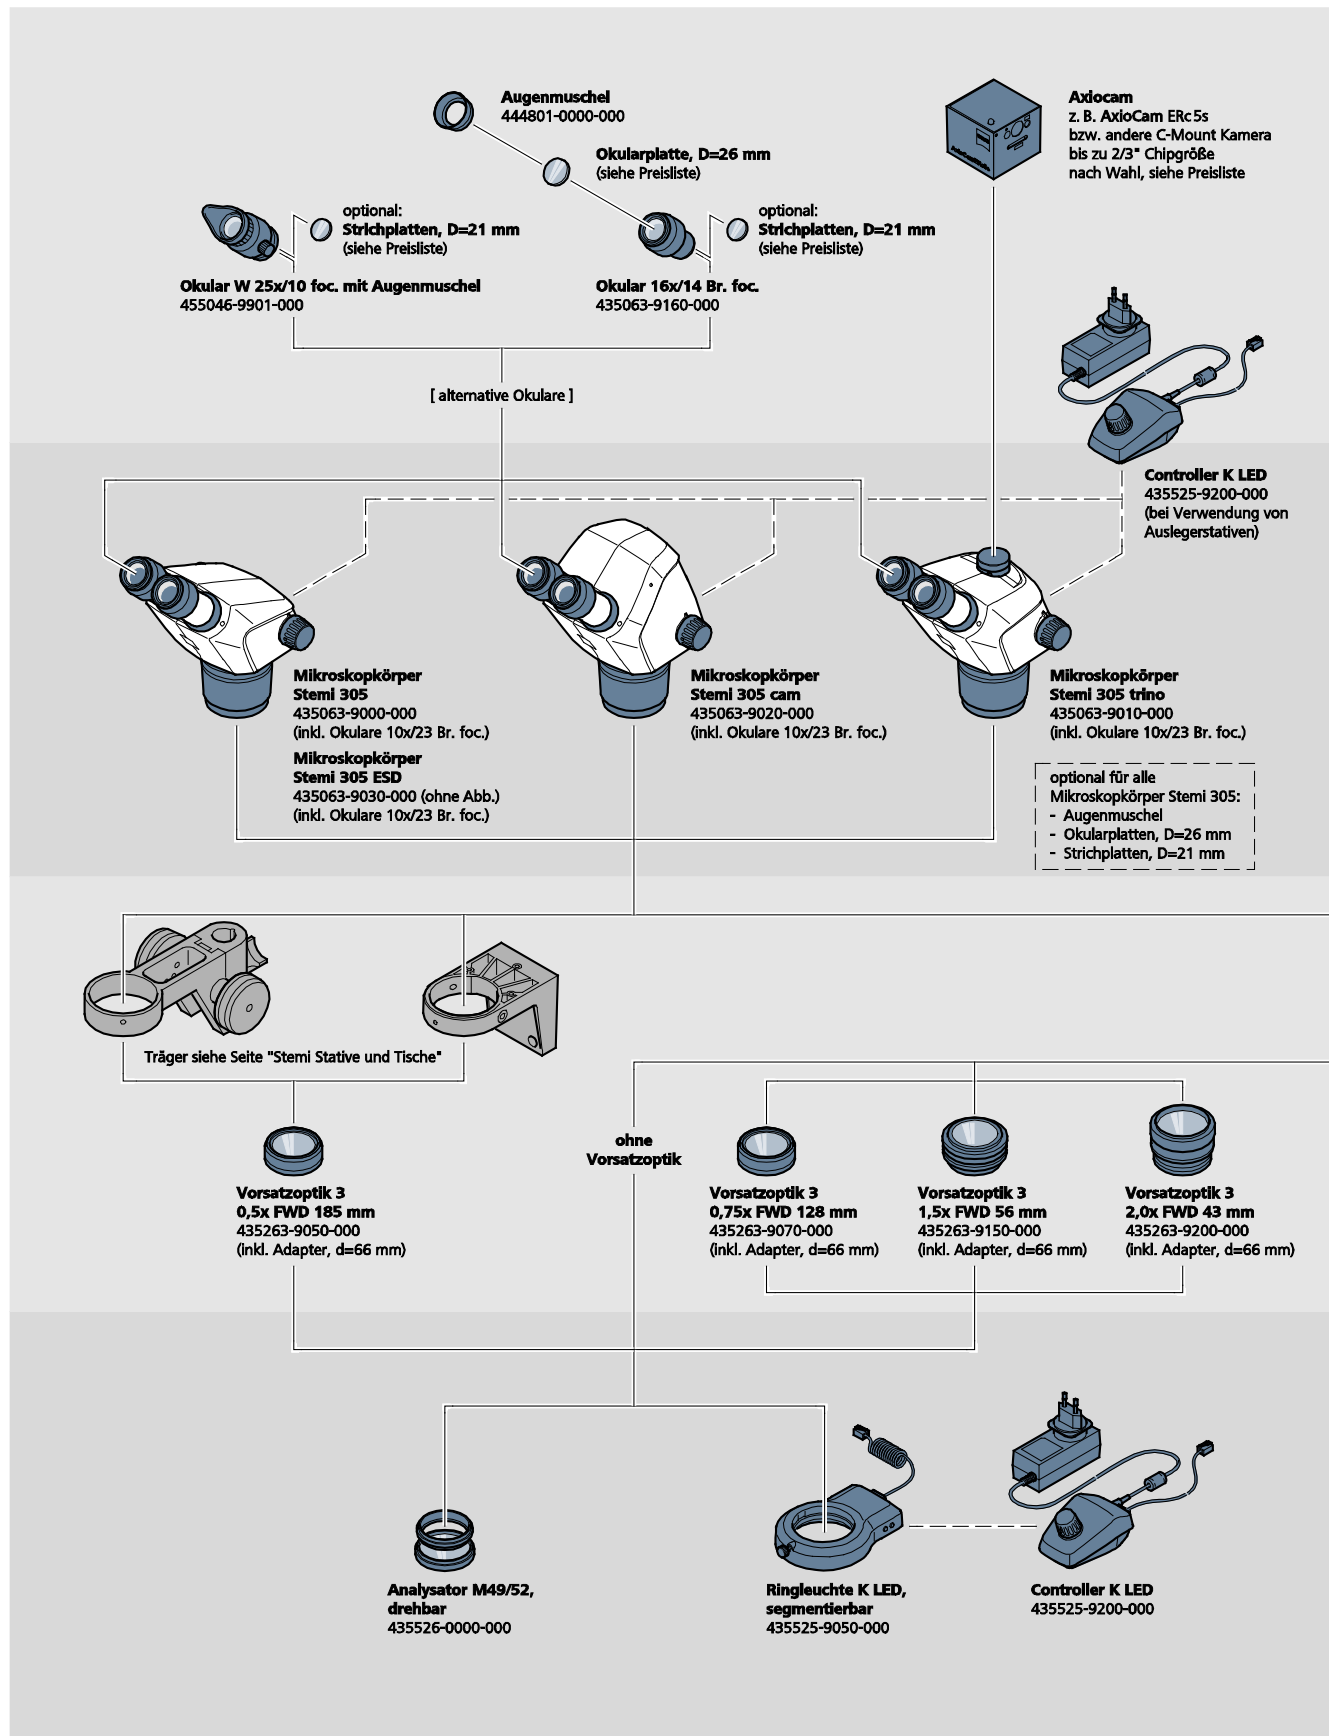 Augenmuschel
444801-0000-000
Okularplatte, D=26 mm
(siehe Preisliste)
optional:
Strichplatten, D=21 mm
(siehe Preisliste)
optional:
Strichplatten, D=21 mm
(siehe Preisliste)
Okular W 25x/10 foc. mit Augenmuschel
455046-9901-000
Okular 16x/14 Br. foc.
435063-9160-000
Axiocam
z. B. AxioCam ERc5s
bzw. andere C-Mount Kamera
bis zu 2/3" Chipgröße
nach Wahl, siehe Preisliste
[ alternative Okulare ]
Controller K LED
435525-9200-000
(bei Verwendung von
Auslegerstativen)
Mikroskopkörper
Stemi 305
435063-9000-000
(inkl. Okulare 10x/23 Br. foc.)
Mikroskopkörper
Stemi 305 ESD
435063-9030-000 (ohne Abb.)
(inkl. Okulare 10x/23 Br. foc.)
Mikroskopkörper
Stemi 305 cam
435063-9020-000
(inkl. Okulare 10x/23 Br. foc.)
Mikroskopkörper
Stemi 305 trino
435063-9010-000
(inkl. Okulare 10x/23 Br. foc.)
optional für alle
Mikroskopkörper Stemi 305:
- Augenmuschel
- Okularplatten, D=26 mm
- Strichplatten, D=21 mm
Träger siehe Seite "Stemi Stative und Tische"
ohne
Vorsatzoptik
Vorsatzoptik 3
0,5x FWD 185 mm
435263-9050-000
(inkl. Adapter, d=66 mm)
Vorsatzoptik 3
0,75x FWD 128 mm
435263-9070-000
(inkl. Adapter, d=66 mm)
Vorsatzoptik 3
1,5x FWD 56 mm
435263-9150-000
(inkl. Adapter, d=66 mm)
Vorsatzoptik 3
2,0x FWD 43 mm
435263-9200-000
(inkl. Adapter, d=66 mm)
Analysator M49/52,
drehbar
435526-0000-000
Ringleuchte K LED,
segmentierbar
435525-9050-000
Controller K LED
435525-9200-000